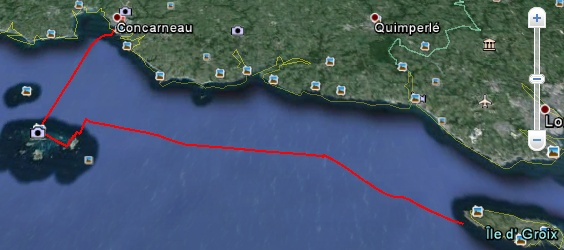 Concarneau
Quimperlé
Lo
Île d' Groix